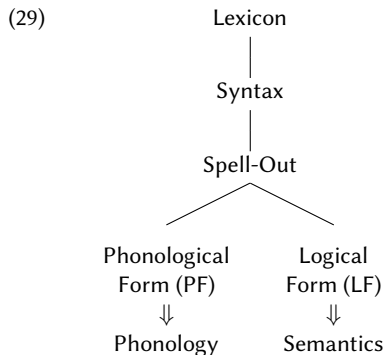 (29) Lexicon
Syntax
Spell-Out
Phonological Logical
Form (PF) Form (LF)
⇓ ⇓
Phonology Semantics